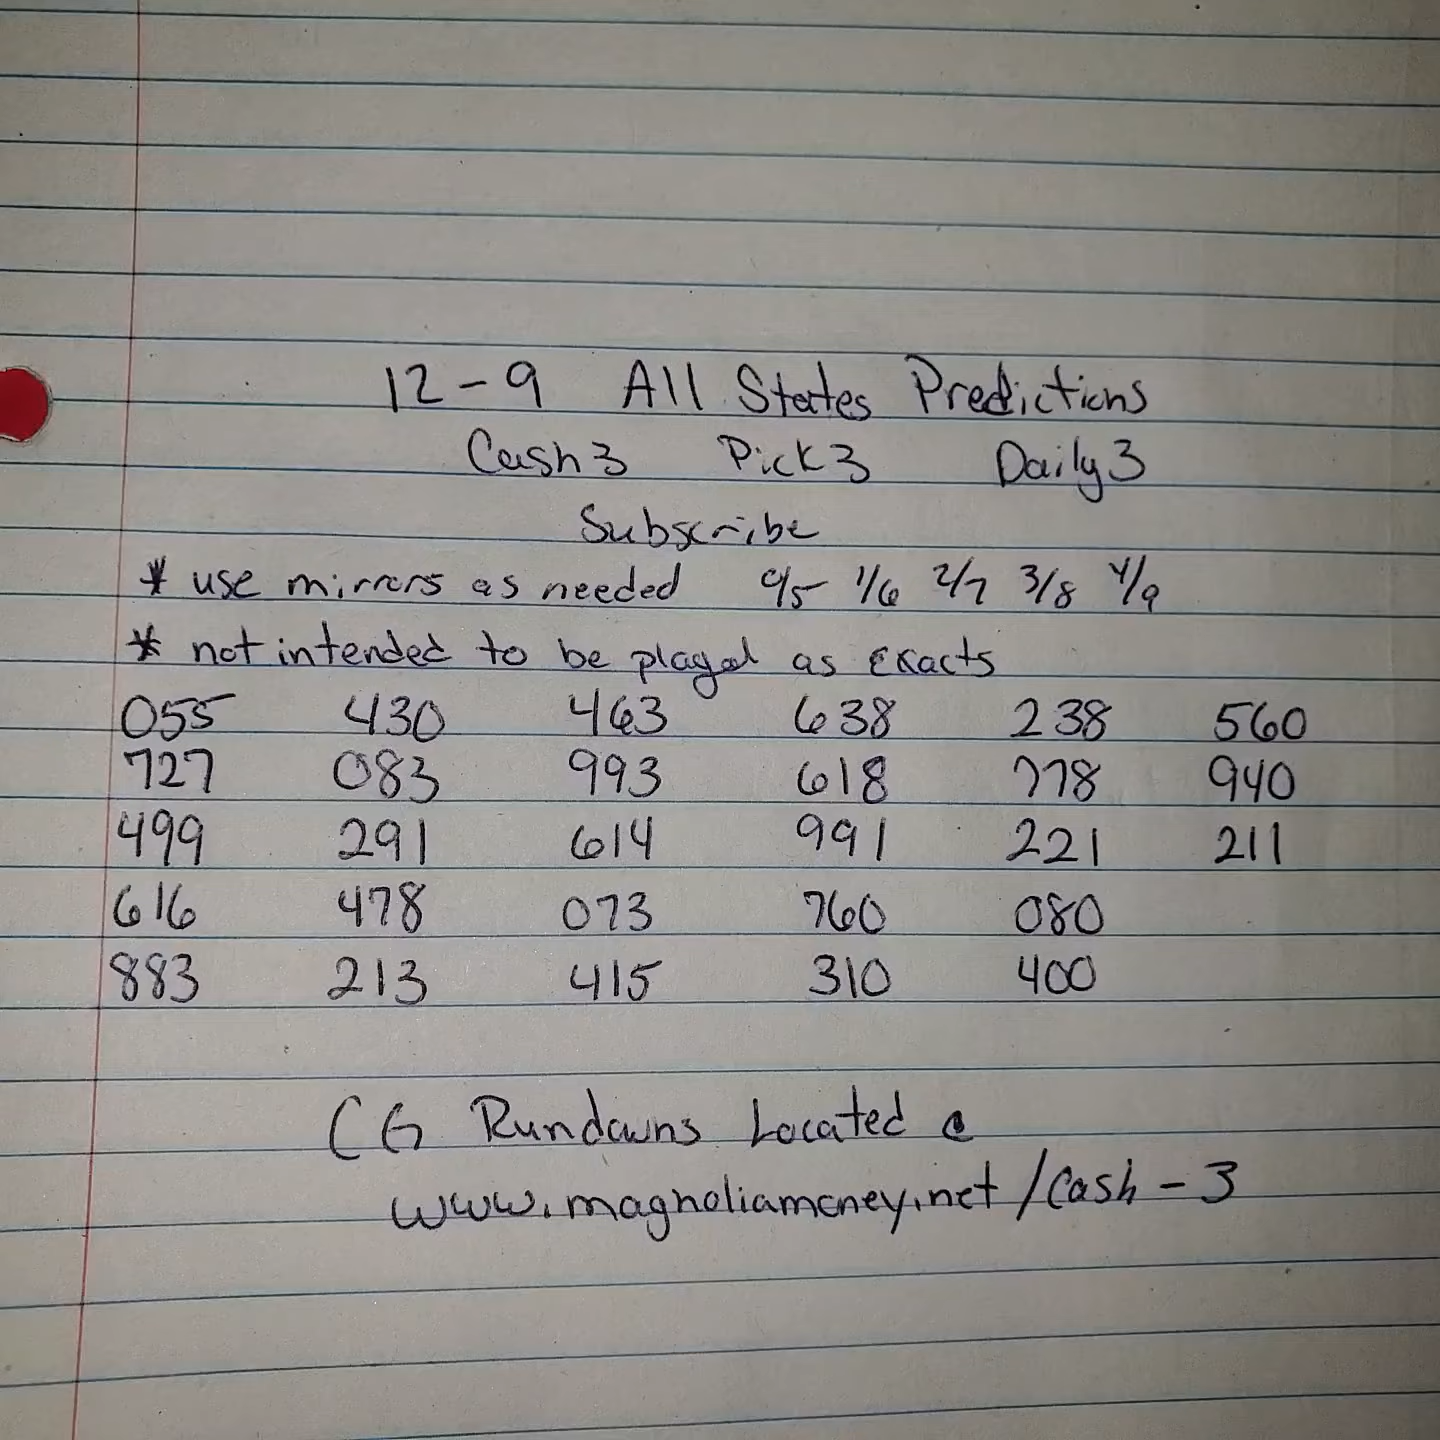 12-9 All States Predictions
Cash3 Pick3 Daily3
Subscribe
* use mirrors as needed 0/5 1/6 2/7 3/8 4/9
* not intended to be played as exacts
055 430 463 638 238 560
727 083 993 618 778 940
499 291 614 991 221 211
616 478 073 760 080
883 213 415 310 400
CG Rundowns Located @
www.magnoliamoney.net/Cash-3